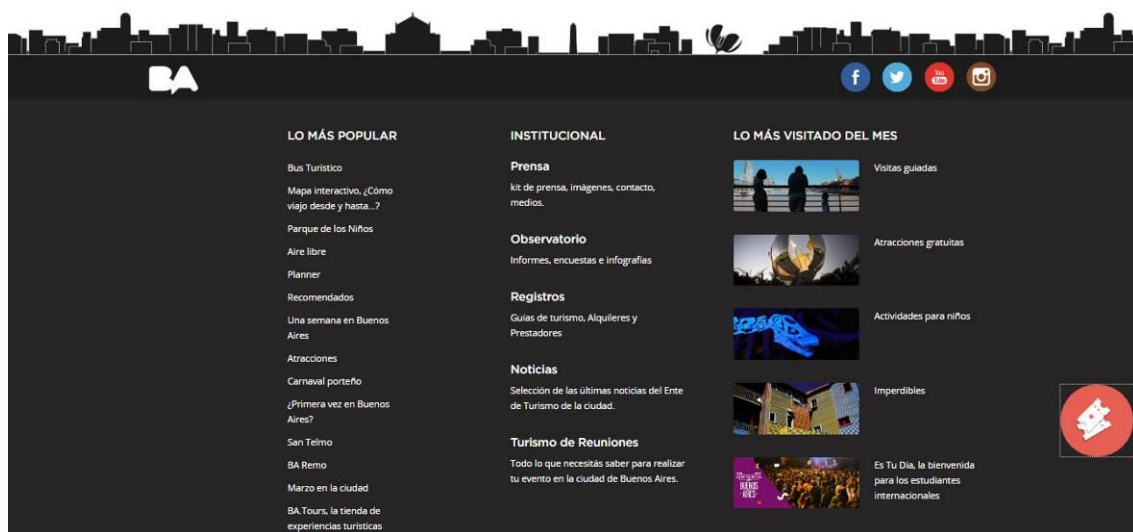 BA
f
You
Tube
LO MÁS POPULAR
Bus Turístico
Mapa interactivo, ¿Cómo
viajo desde y hasta...?
Parque de los Niños
Aire libre
Planner
Recomendados
Una semana en Buenos
Aires
Atracciones
Carnaval porteño
¿Primera vez en Buenos
Aires?
San Telmo
BA Remo
Marzo en la ciudad
BA.Tours, la tienda de
experiencias turísticas
INSTITUCIONAL
Prensa
kit de prensa, imágenes, contacto,
medios.
Observatorio
Informes, encuestas e infografías
Registros
Guías de turismo, Alquileres y
Prestadores
Noticias
Selección de las últimas noticias del Ente
de Turismo de la ciudad.
Turismo de Reuniones
Todo lo que necesitás saber para realizar
tu evento en la ciudad de Buenos Aires.
LO MÁS VISITADO DEL MES
Visitas guiadas
Atracciones gratuitas
Actividades para niños
Imperdibles
BUENOS
AIRES
Es Tu Dia, la bienvenida
para los estudiantes
internacionales